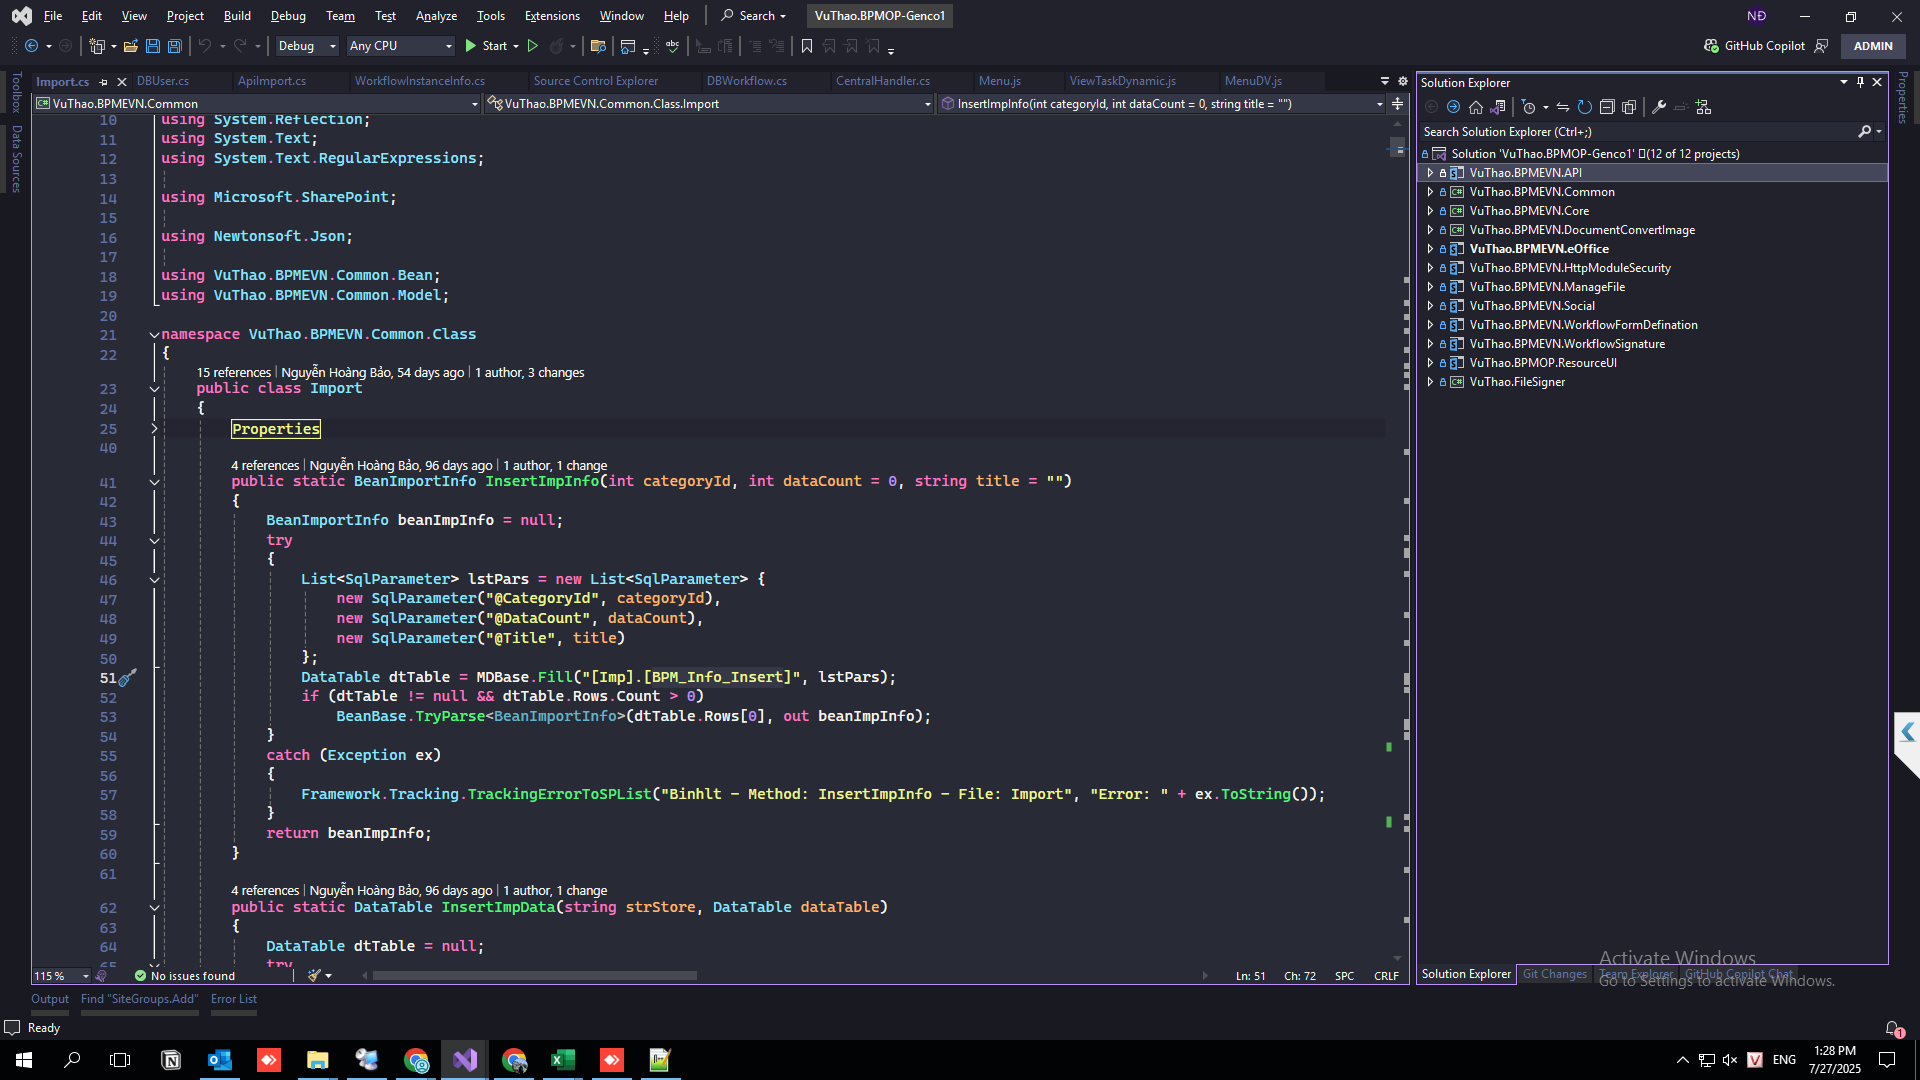 File Edit View Project Build Debug Team Test Analyze Tools Extensions Window Help Search VuThao.BPMOP-Genco1 NĐ
Debug Any CPU Start GitHub Copilot ADMIN
Toolbox
Data Sources
Import.cs DBUser.cs ApiImport.cs WorkflowInstanceInfo.cs Source Control Explorer DBWorkflow.cs CentralHandler.cs Menu.js ViewTaskDynamic.js MenuDV.js
VuThao.BPMEVN.Common VuThao.BPMEVN.Common.Class.Import InsertImpInfo(int categoryId, int dataCount = 0, string title = "")
10 using System.Reflection;
11 using System.Text;
12 using System.Text.RegularExpressions;
13
14 using Microsoft.SharePoint;
15
16 using Newtonsoft.Json;
17
18 using VuThao.BPMEVN.Common.Bean;
19 using VuThao.BPMEVN.Common.Model;
20
21 namespace VuThao.BPMEVN.Common.Class
22 {
15 references | Nguyễn Hoàng Bảo, 54 days ago | 1 author, 3 changes
23 public class Import
24 {
25 Properties
40
4 references | Nguyễn Hoàng Bảo, 96 days ago | 1 author, 1 change
41 public static BeanImportInfo InsertImpInfo(int categoryId, int dataCount = 0, string title = "")
42 {
43 BeanImportInfo beanImpInfo = null;
44 try
45 {
46 List<SqlParameter> lstPars = new List<SqlParameter> {
47 new SqlParameter("@CategoryId", categoryId),
48 new SqlParameter("@DataCount", dataCount),
49 new SqlParameter("@Title", title)
50 };
51 DataTable dtTable = MDBase.Fill("[Imp].[BPM_Info_Insert]", lstPars);
52 if (dtTable != null && dtTable.Rows.Count > 0)
53 BeanBase.TryParse<BeanImportInfo>(dtTable.Rows[0], out beanImpInfo);
54 }
55 catch (Exception ex)
56 {
57 Framework.Tracking.TrackingErrorToSPList("Binhlt - Method: InsertImpInfo - File: Import", "Error: " + ex.ToString());
58 }
59 return beanImpInfo;
60 }
61
4 references | Nguyễn Hoàng Bảo, 96 days ago | 1 author, 1 change
62 public static DataTable InsertImpData(string strStore, DataTable dataTable)
63 {
64 DataTable dtTable = null;
65 try
115 % No issues found Ln: 51 Ch: 72 SPC CRLF
Solution Explorer
Search Solution Explorer (Ctrl+;)
Solution 'VuThao.BPMOP-Genco1' (12 of 12 projects)
VuThao.BPMEVN.API
VuThao.BPMEVN.Common
VuThao.BPMEVN.Core
VuThao.BPMEVN.DocumentConvertImage
VuThao.BPMEVN.eOffice
VuThao.BPMEVN.HttpModuleSecurity
VuThao.BPMEVN.ManageFile
VuThao.BPMEVN.Social
VuThao.BPMEVN.WorkflowFormDefination
VuThao.BPMEVN.WorkflowSignature
VuThao.BPMOP.ResourceUI
VuThao.FileSigner
Properties
Activate Windows
Go to Settings to activate Windows.
Solution Explorer Git Changes Team Explorer GitHub Copilot Chat
Output Find "SiteGroups.Add" Error List
Ready
1
ENG
1:28 PM
7/27/2025